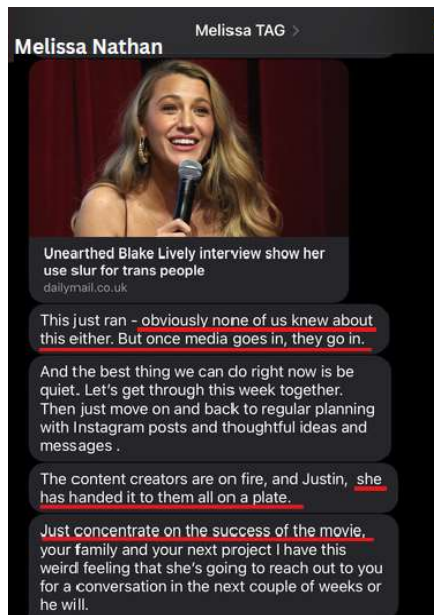 Melissa TAG >
Melissa Nathan
Unearthed Blake Lively interview show her
use slur for trans people
dailymail.co.uk
This just ran - obviously none of us knew about
this either. But once media goes in, they go in.
And the best thing we can do right now is be
quiet. Let's get through this week together.
Then just move on and back to regular planning
with Instagram posts and thoughtful ideas and
messages .
The content creators are on fire, and Justin, she
has handed it to them all on a plate.
Just concentrate on the success of the movie,
your family and your next project I have this
weird feeling that she's going to reach out to you
for a conversation in the next couple of weeks or
he will.